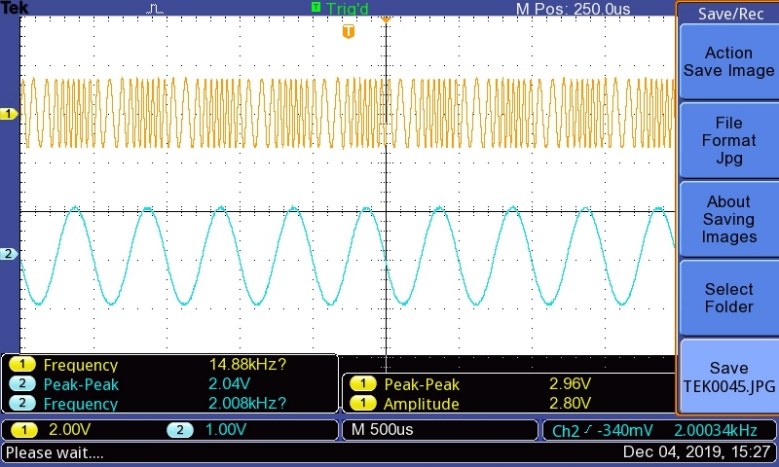 Tek
T Trig'd
M Pos: 250.0us
Save/Rec
T
Action
Save Image
File
Format
Jpg
About
Saving
Images
Select
Folder
Save
TEK0045.JPG
1
2
1 Frequency 14.88kHz?
2 Peak-Peak 2.04V
2 Frequency 2.008kHz?
1 Peak-Peak 2.96V
1 Amplitude 2.80V
1 2.00V 2 1.00V
M 500us
Ch2 -340mV 2.00034kHz
Please wait....
Dec 04, 2019, 15:27